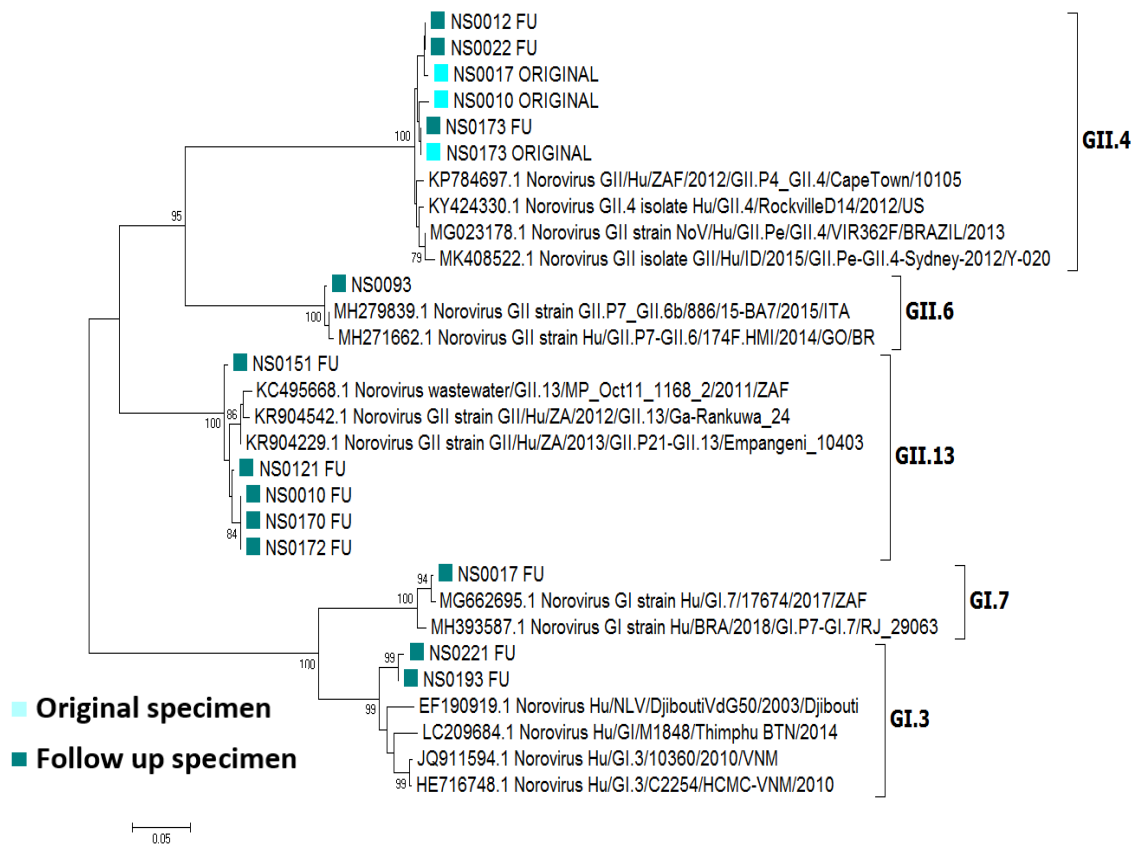 NS0012 FU
NS0022 FU
NS0017 ORIGINAL
NS0010 ORIGINAL
NS0173 FU
100
NS0173 ORIGINAL
GII.4
KP784697.1 Norovirus GII/Hu/ZAF/2012/GII.P4_GII.4/CapeTown/10105
KY424330.1 Norovirus GII.4 isolate Hu/GII.4/RockvilleD14/2012/US
95
MG023178.1 Norovirus GII strain NoV/Hu/GII.Pe/GII.4/VIR362F/BRAZIL/2013
79
MK408522.1 Norovirus GII isolate GII/Hu/ID/2015/GII.Pe-GII.4-Sydney-2012/Y-020
NS0093
MH279839.1 Norovirus GII strain GII.P7_GII.6b/886/15-BA7/2015/ITA
GII.6
100
MH271662.1 Norovirus GII strain Hu/GII.P7-GII.6/174F.HMI/2014/GO/BR
NS0151 FU
KC495668.1 Norovirus wastewater/GII.13/MP_Oct11_1168_2/2011/ZAF
86
100
KR904542.1 Norovirus GII strain GII/Hu/ZA/2012/GII.13/Ga-Rankuwa_24
KR904229.1 Norovirus GII strain GII/Hu/ZA/2013/GII.P21-GII.13/Empangeni_10403
GII.13
NS0121 FU
NS0010 FU
NS0170 FU
84
NS0172 FU
NS0017 FU
94
100
MG662695.1 Norovirus GI strain Hu/GI.7/17674/2017/ZAF
GI.7
MH393587.1 Norovirus GI strain Hu/BRA/2018/GI.P7-GI.7/RJ_29063
100
99
NS0221 FU
NS0193 FU
99
EF190919.1 Norovirus Hu/NLV/DjiboutiVdG50/2003/Djibouti
GI.3
LC209684.1 Norovirus Hu/GI/M1848/Thimphu BTN/2014
JQ911594.1 Norovirus Hu/GI.3/10360/2010/VNM
99
HE716748.1 Norovirus Hu/GI.3/C2254/HCMC-VNM/2010
Original specimen
Follow up specimen
0.05